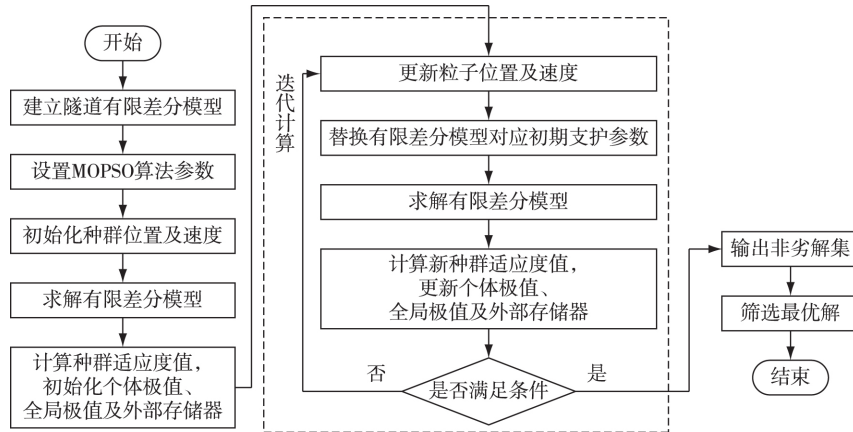 开始
建立隧道有限差分模型
设置MOPSO算法参数
初始化种群位置及速度
求解有限差分模型
计算种群适应度值，
初始化个体极值、
全局极值及外部存储器
迭代计算
更新粒子位置及速度
替换有限差分模型对应初期支护参数
求解有限差分模型
计算新种群适应度值，
更新个体极值、
全局极值及外部存储器
是否满足条件
否
是
输出非劣解集
筛选最优解
结束